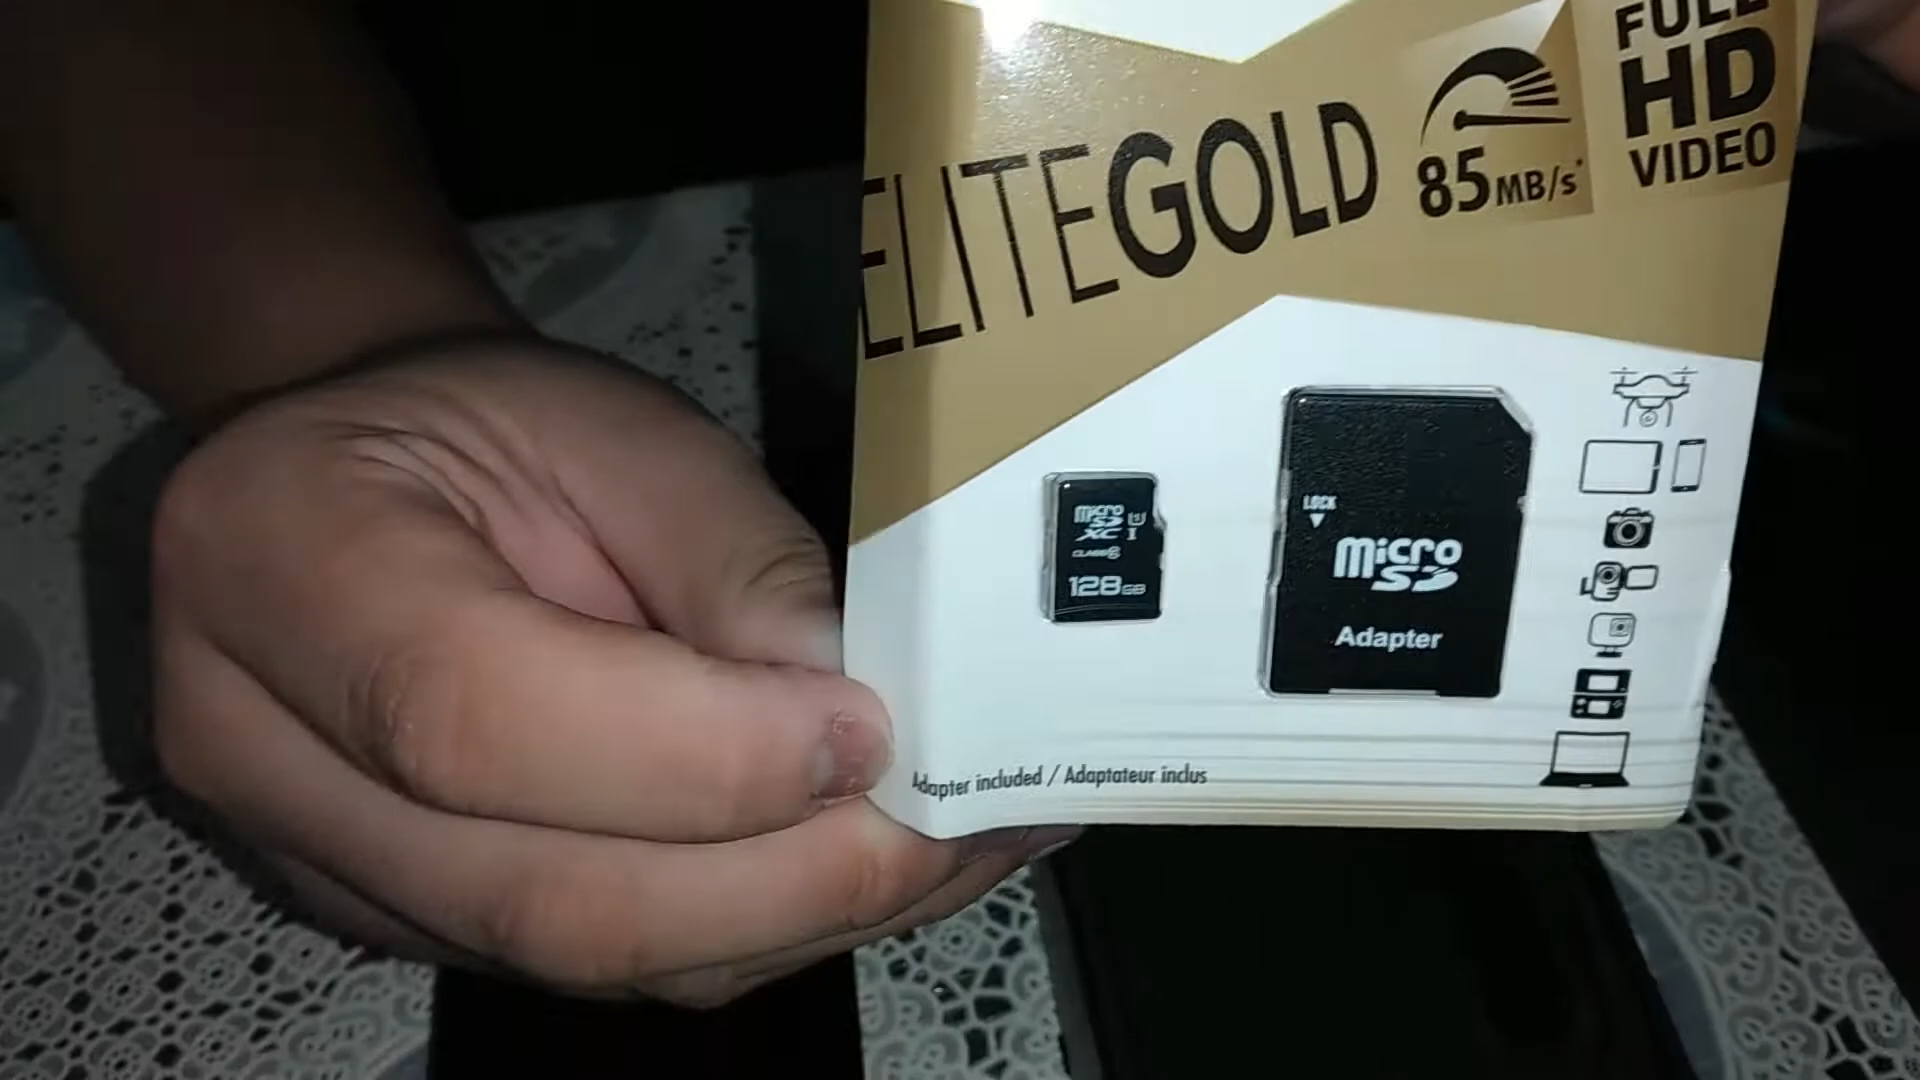 ELITEGOLD
85MB/s*
FULL
HD
VIDEO
LOCK
micro
SD
XC I
128GB
micro
SD
Adapter
Adapter included / Adaptateur inclus